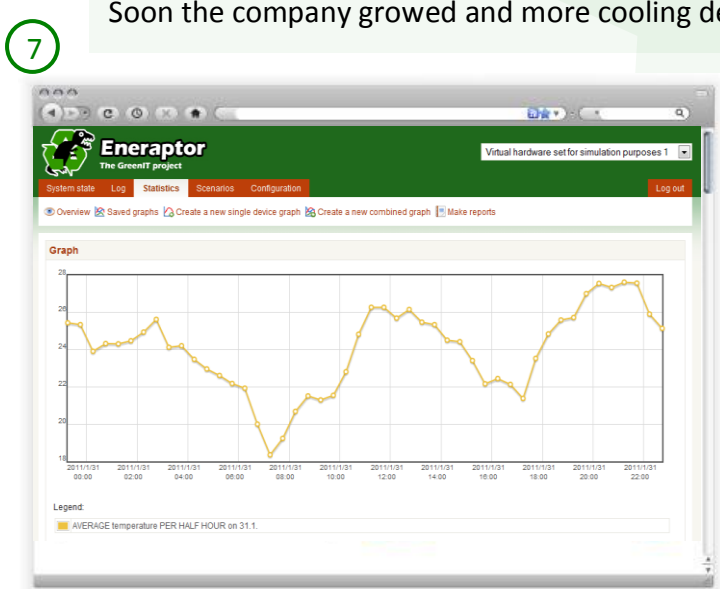 Soon the company growed and more cooling de
7
Eneraptor
The GreenIT project
Virtual hardware set for simulation purposes 1
System state Log Statistics Scenarios Configuration Log out
Overview Saved graphs Create a new single device graph Create a new combined graph Make reports
Graph
28
26
24
22
20
18
2011/1/31 2011/1/31 2011/1/31 2011/1/31 2011/1/31 2011/1/31 2011/1/31 2011/1/31 2011/1/31 2011/1/31 2011/1/31 2011/1/31
00:00 02:00 04:00 06:00 08:00 10:00 12:00 14:00 16:00 18:00 20:00 22:00
Legend:
AVERAGE temperature PER HALF HOUR on 31.1.